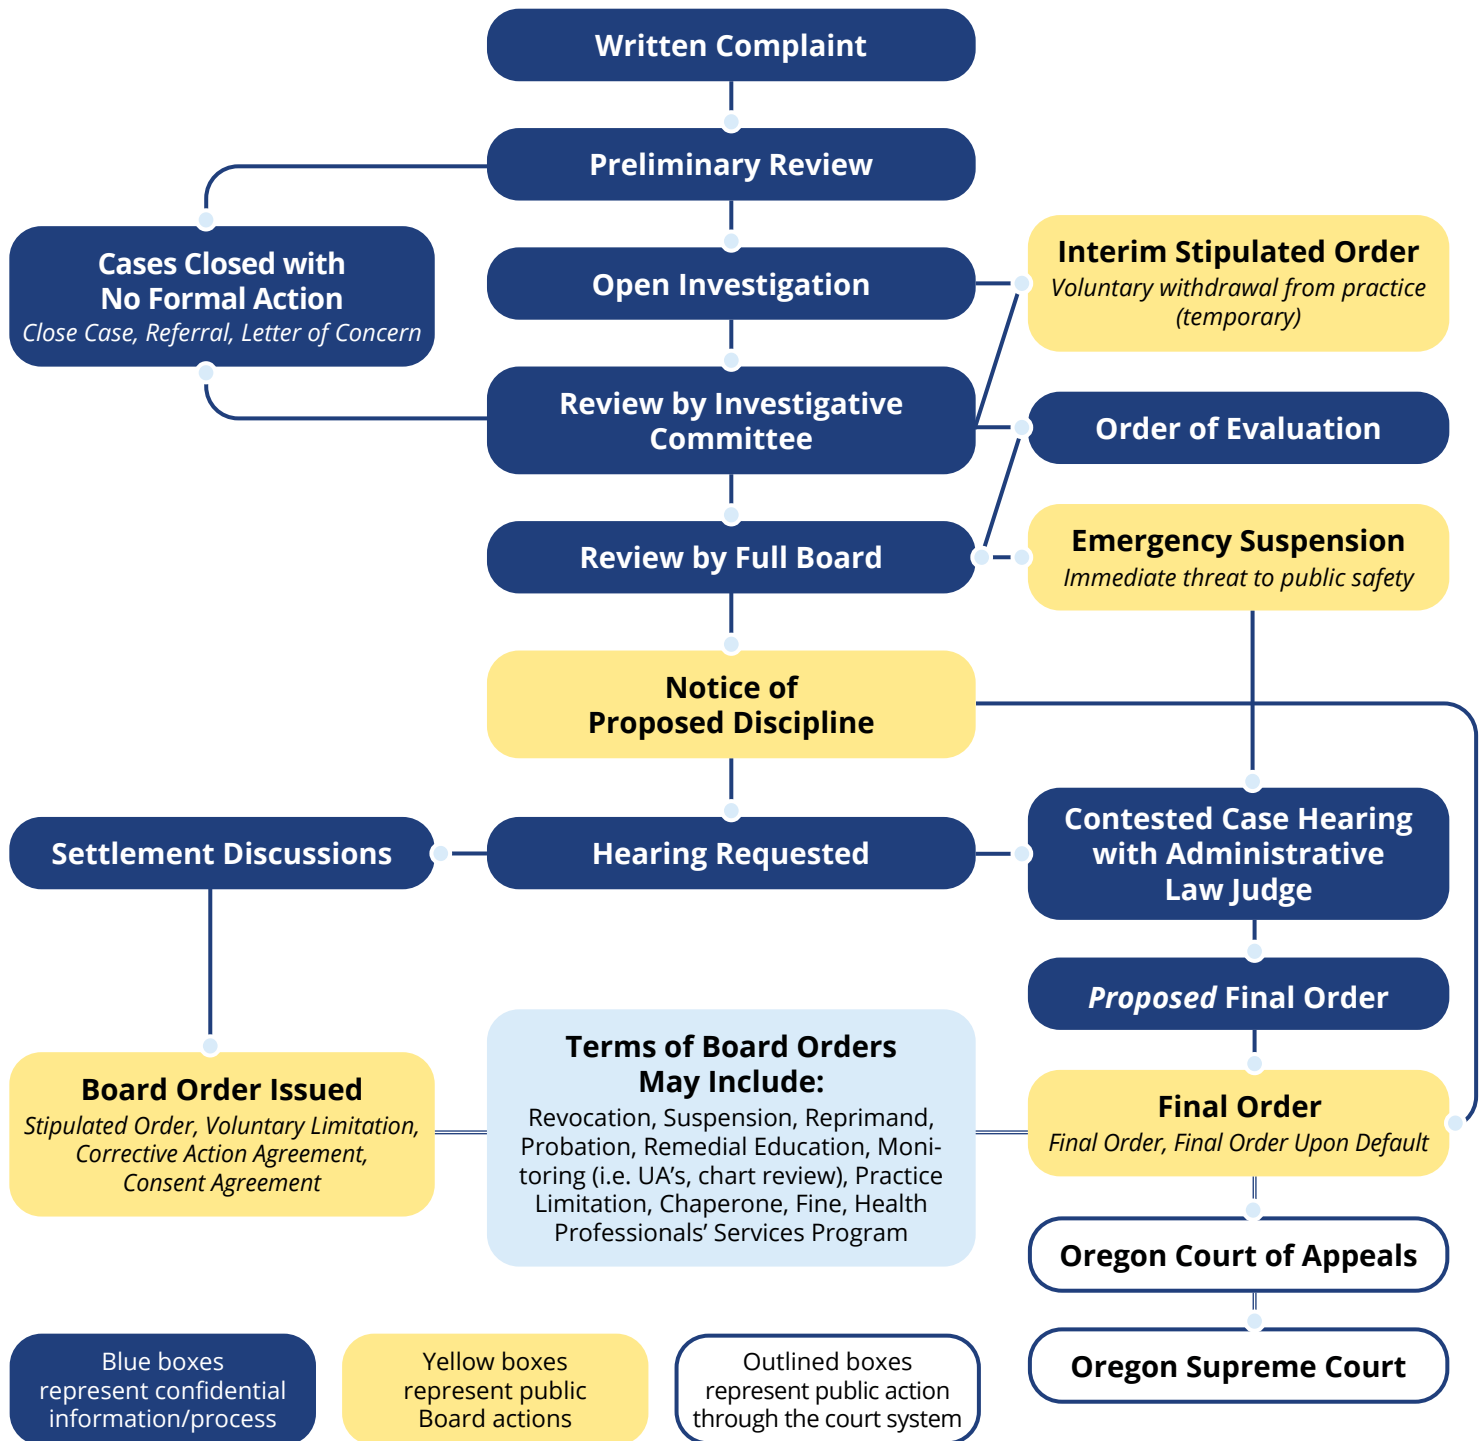 Written Complaint
Preliminary Review
Cases Closed with
No Formal Action
Close Case, Referral, Letter of Concern
Open Investigation
Interim Stipulated Order
Voluntary withdrawal from practice
(temporary)
Review by Investigative
Committee
Order of Evaluation
Review by Full Board
Emergency Suspension
Immediate threat to public safety
Notice of
Proposed Discipline
Settlement Discussions
Hearing Requested
Contested Case Hearing
with Administrative
Law Judge
Proposed Final Order
Board Order Issued
Stipulated Order, Voluntary Limitation,
Corrective Action Agreement,
Consent Agreement
Terms of Board Orders
May Include:
Revocation, Suspension, Reprimand,
Probation, Remedial Education, Moni-
toring (i.e. UA's, chart review), Practice
Limitation, Chaperone, Fine, Health
Professionals’ Services Program
Final Order
Final Order, Final Order Upon Default
Oregon Court of Appeals
Oregon Supreme Court
Blue boxes
represent confidential
information/process
Yellow boxes
represent public
Board actions
Outlined boxes
represent public action
through the court system